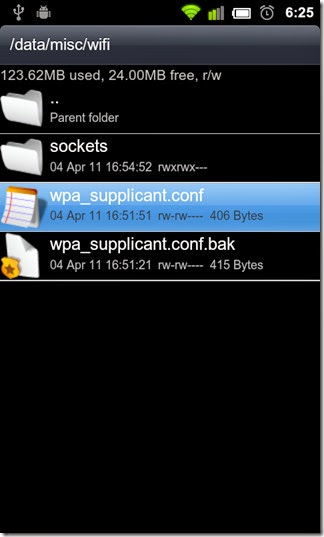 6:25
/data/misc/wifi
123.62MB used, 24.00MB free, r/w
..
Parent folder
sockets
04 Apr 11 16:54:52 rwxrwx---
wpa_supplicant.conf
04 Apr 11 16:51:51 rw-rw---- 406 Bytes
wpa_supplicant.conf.bak
04 Apr 11 16:51:21 rw-rw---- 415 Bytes